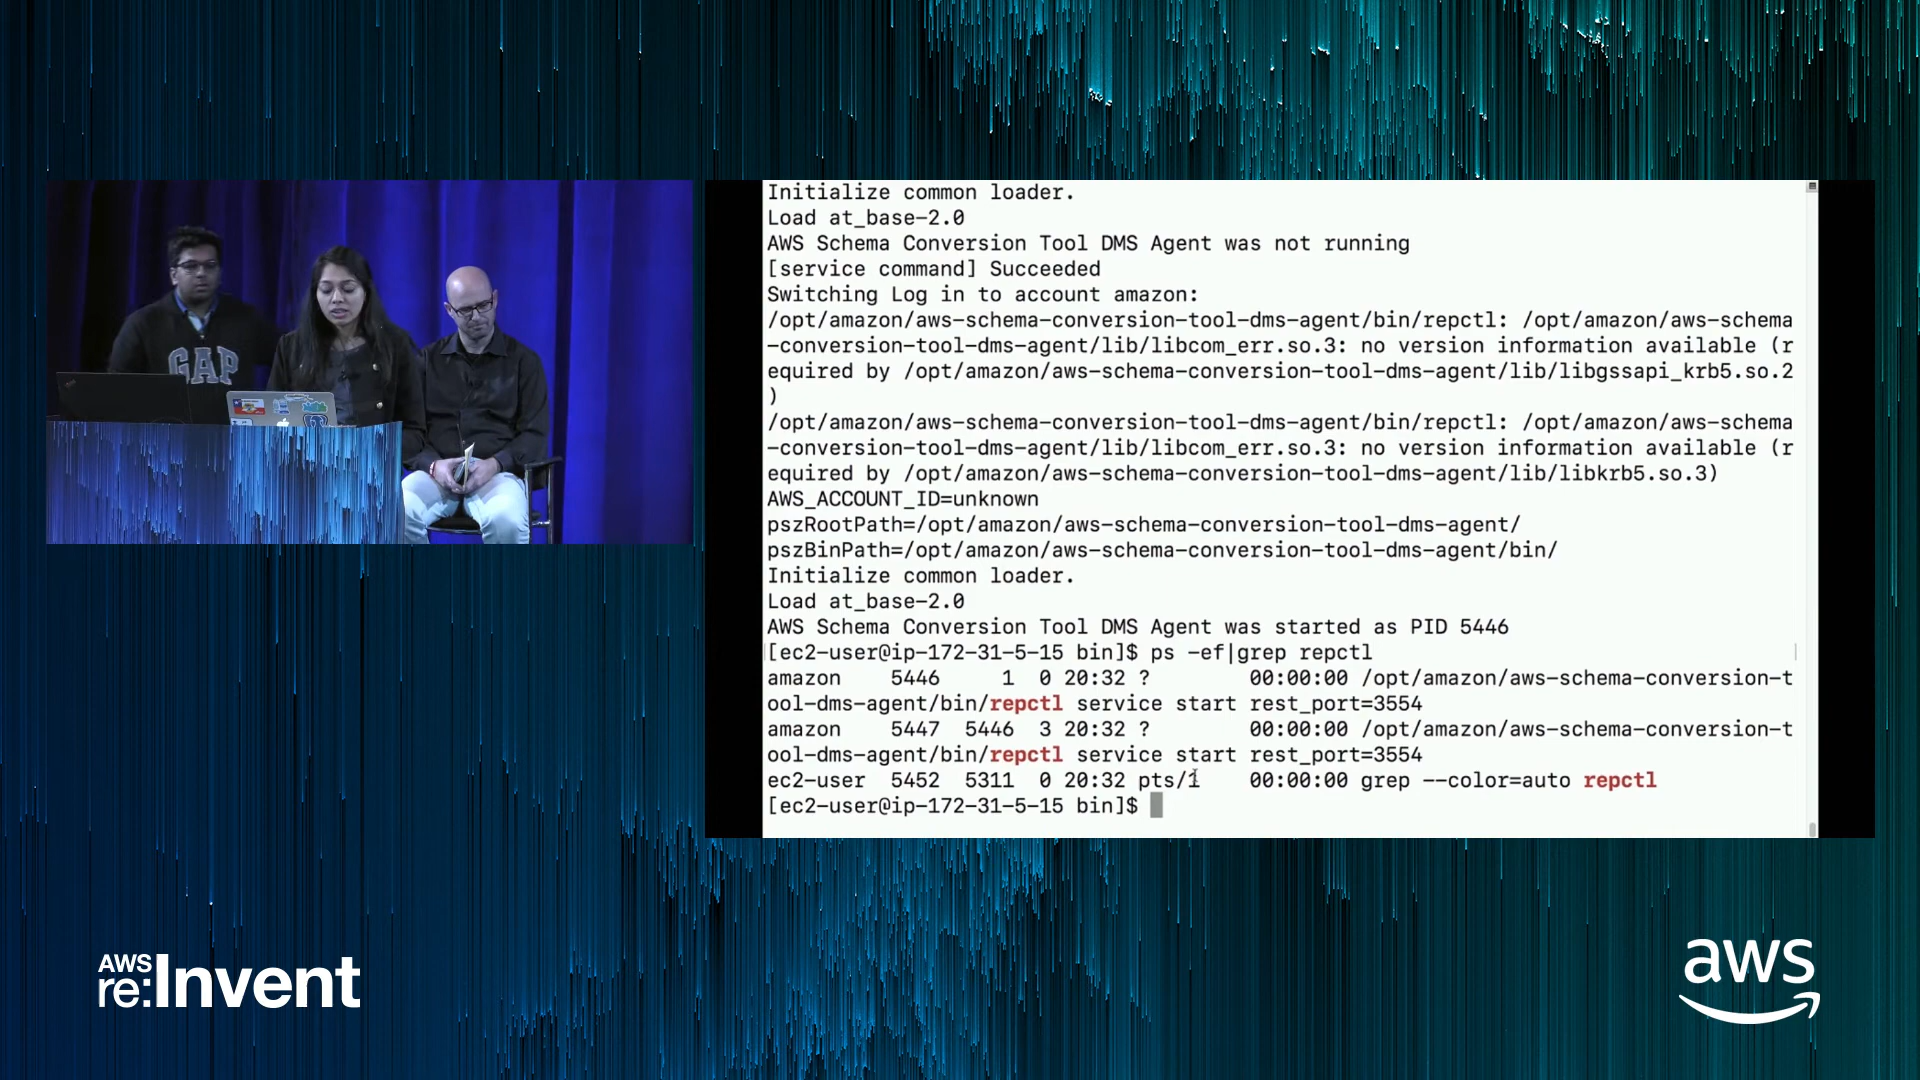 GAP
Initialize common loader.
Load at_base-2.0
AWS Schema Conversion Tool DMS Agent was not running
[service command] Succeeded
Switching Log in to account amazon:
/opt/amazon/aws-schema-conversion-tool-dms-agent/bin/repctl: /opt/amazon/aws-schema
-conversion-tool-dms-agent/lib/libcom_err.so.3: no version information available (r
equired by /opt/amazon/aws-schema-conversion-tool-dms-agent/lib/libgssapi_krb5.so.2
)
/opt/amazon/aws-schema-conversion-tool-dms-agent/bin/repctl: /opt/amazon/aws-schema
-conversion-tool-dms-agent/lib/libcom_err.so.3: no version information available (r
equired by /opt/amazon/aws-schema-conversion-tool-dms-agent/lib/libkrb5.so.3)
AWS_ACCOUNT_ID=unknown
pszRootPath=/opt/amazon/aws-schema-conversion-tool-dms-agent/
pszBinPath=/opt/amazon/aws-schema-conversion-tool-dms-agent/bin/
Initialize common loader.
Load at_base-2.0
AWS Schema Conversion Tool DMS Agent was started as PID 5446
[ec2-user@ip-172-31-5-15 bin]$ ps -ef|grep repctl
amazon    5446     1  0 20:32 ?        00:00:00 /opt/amazon/aws-schema-conversion-t
ool-dms-agent/bin/repctl service start rest_port=3554
amazon    5447  5446  3 20:32 ?        00:00:00 /opt/amazon/aws-schema-conversion-t
ool-dms-agent/bin/repctl service start rest_port=3554
ec2-user  5452  5311  0 20:32 pts/1    00:00:00 grep --color=auto repctl
[ec2-user@ip-172-31-5-15 bin]$
AWS
re:Invent
aws